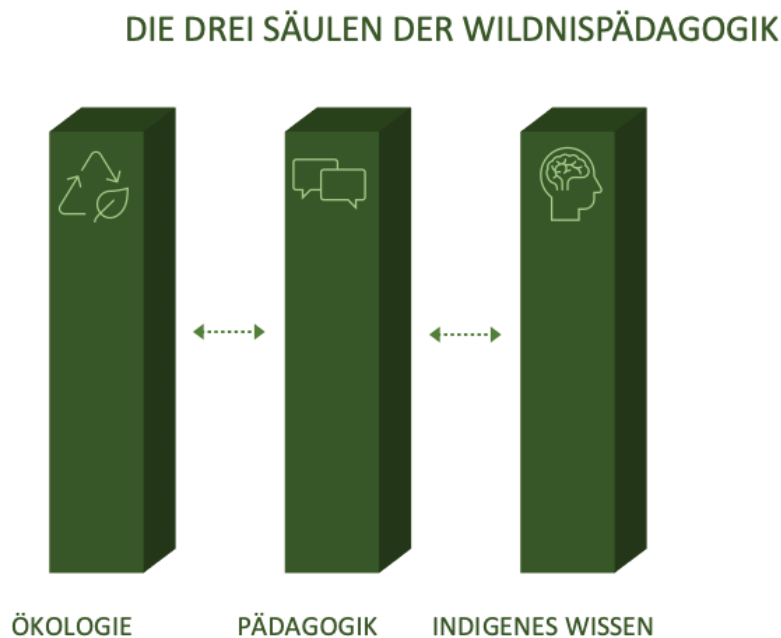 DIE DREI SÄULEN DER WILDNISPÄDAGOGIK
ÖKOLOGIE
PÄDAGOGIK
INDIGENES WISSEN